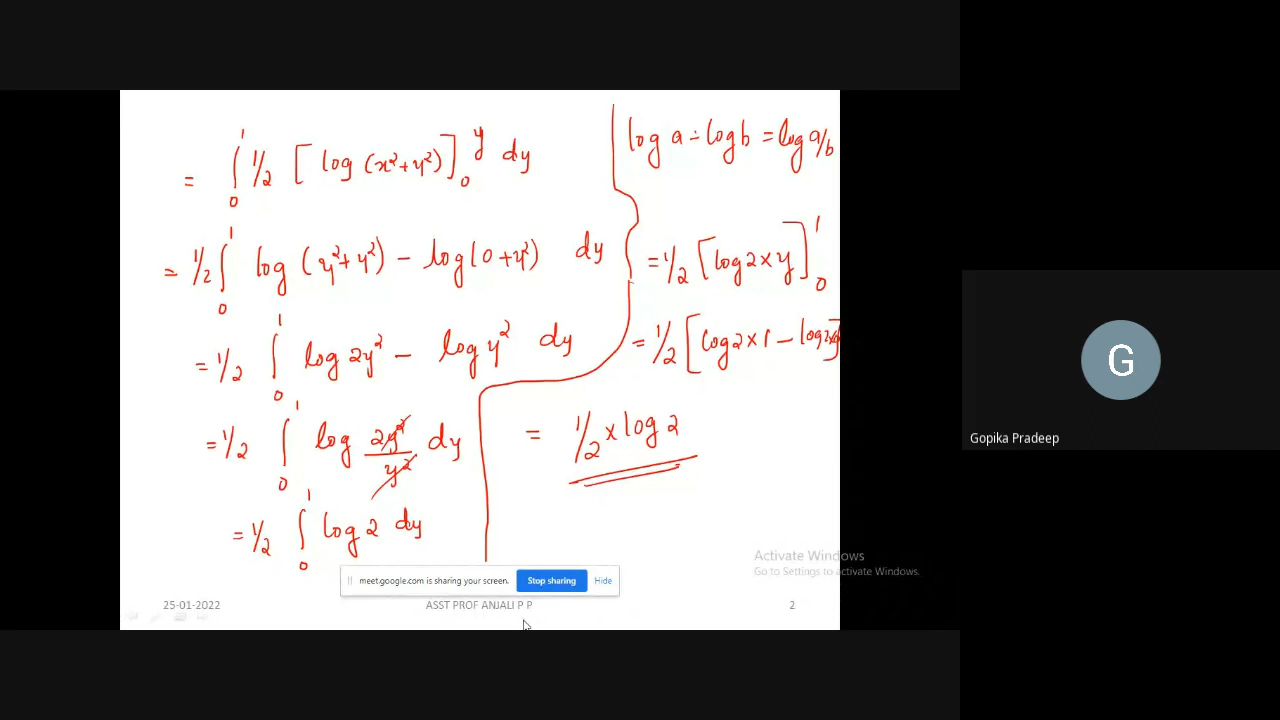 = ∫₀¹ 1/2 [log (x²+y²)]₀ʸ dy
= 1/2 ∫₀¹ log (y²+y²) - log(0+y²) dy
= 1/2 ∫₀¹ log 2y² - log y² dy
= 1/2 ∫₀¹ log 2y²/y² dy
= 1/2 ∫₀¹ log 2 dy
log a - log b = log a/b
= 1/2 [log 2 × y]₀¹
= 1/2 [log 2 × 1 - log 2×0]
= 1/2 × log 2
meet.google.com is sharing your screen. Stop sharing Hide
25-01-2022 ASST PROF ANJALI P P 2
Activate Windows
Go to Settings to activate Windows.
G
Gopika Pradeep